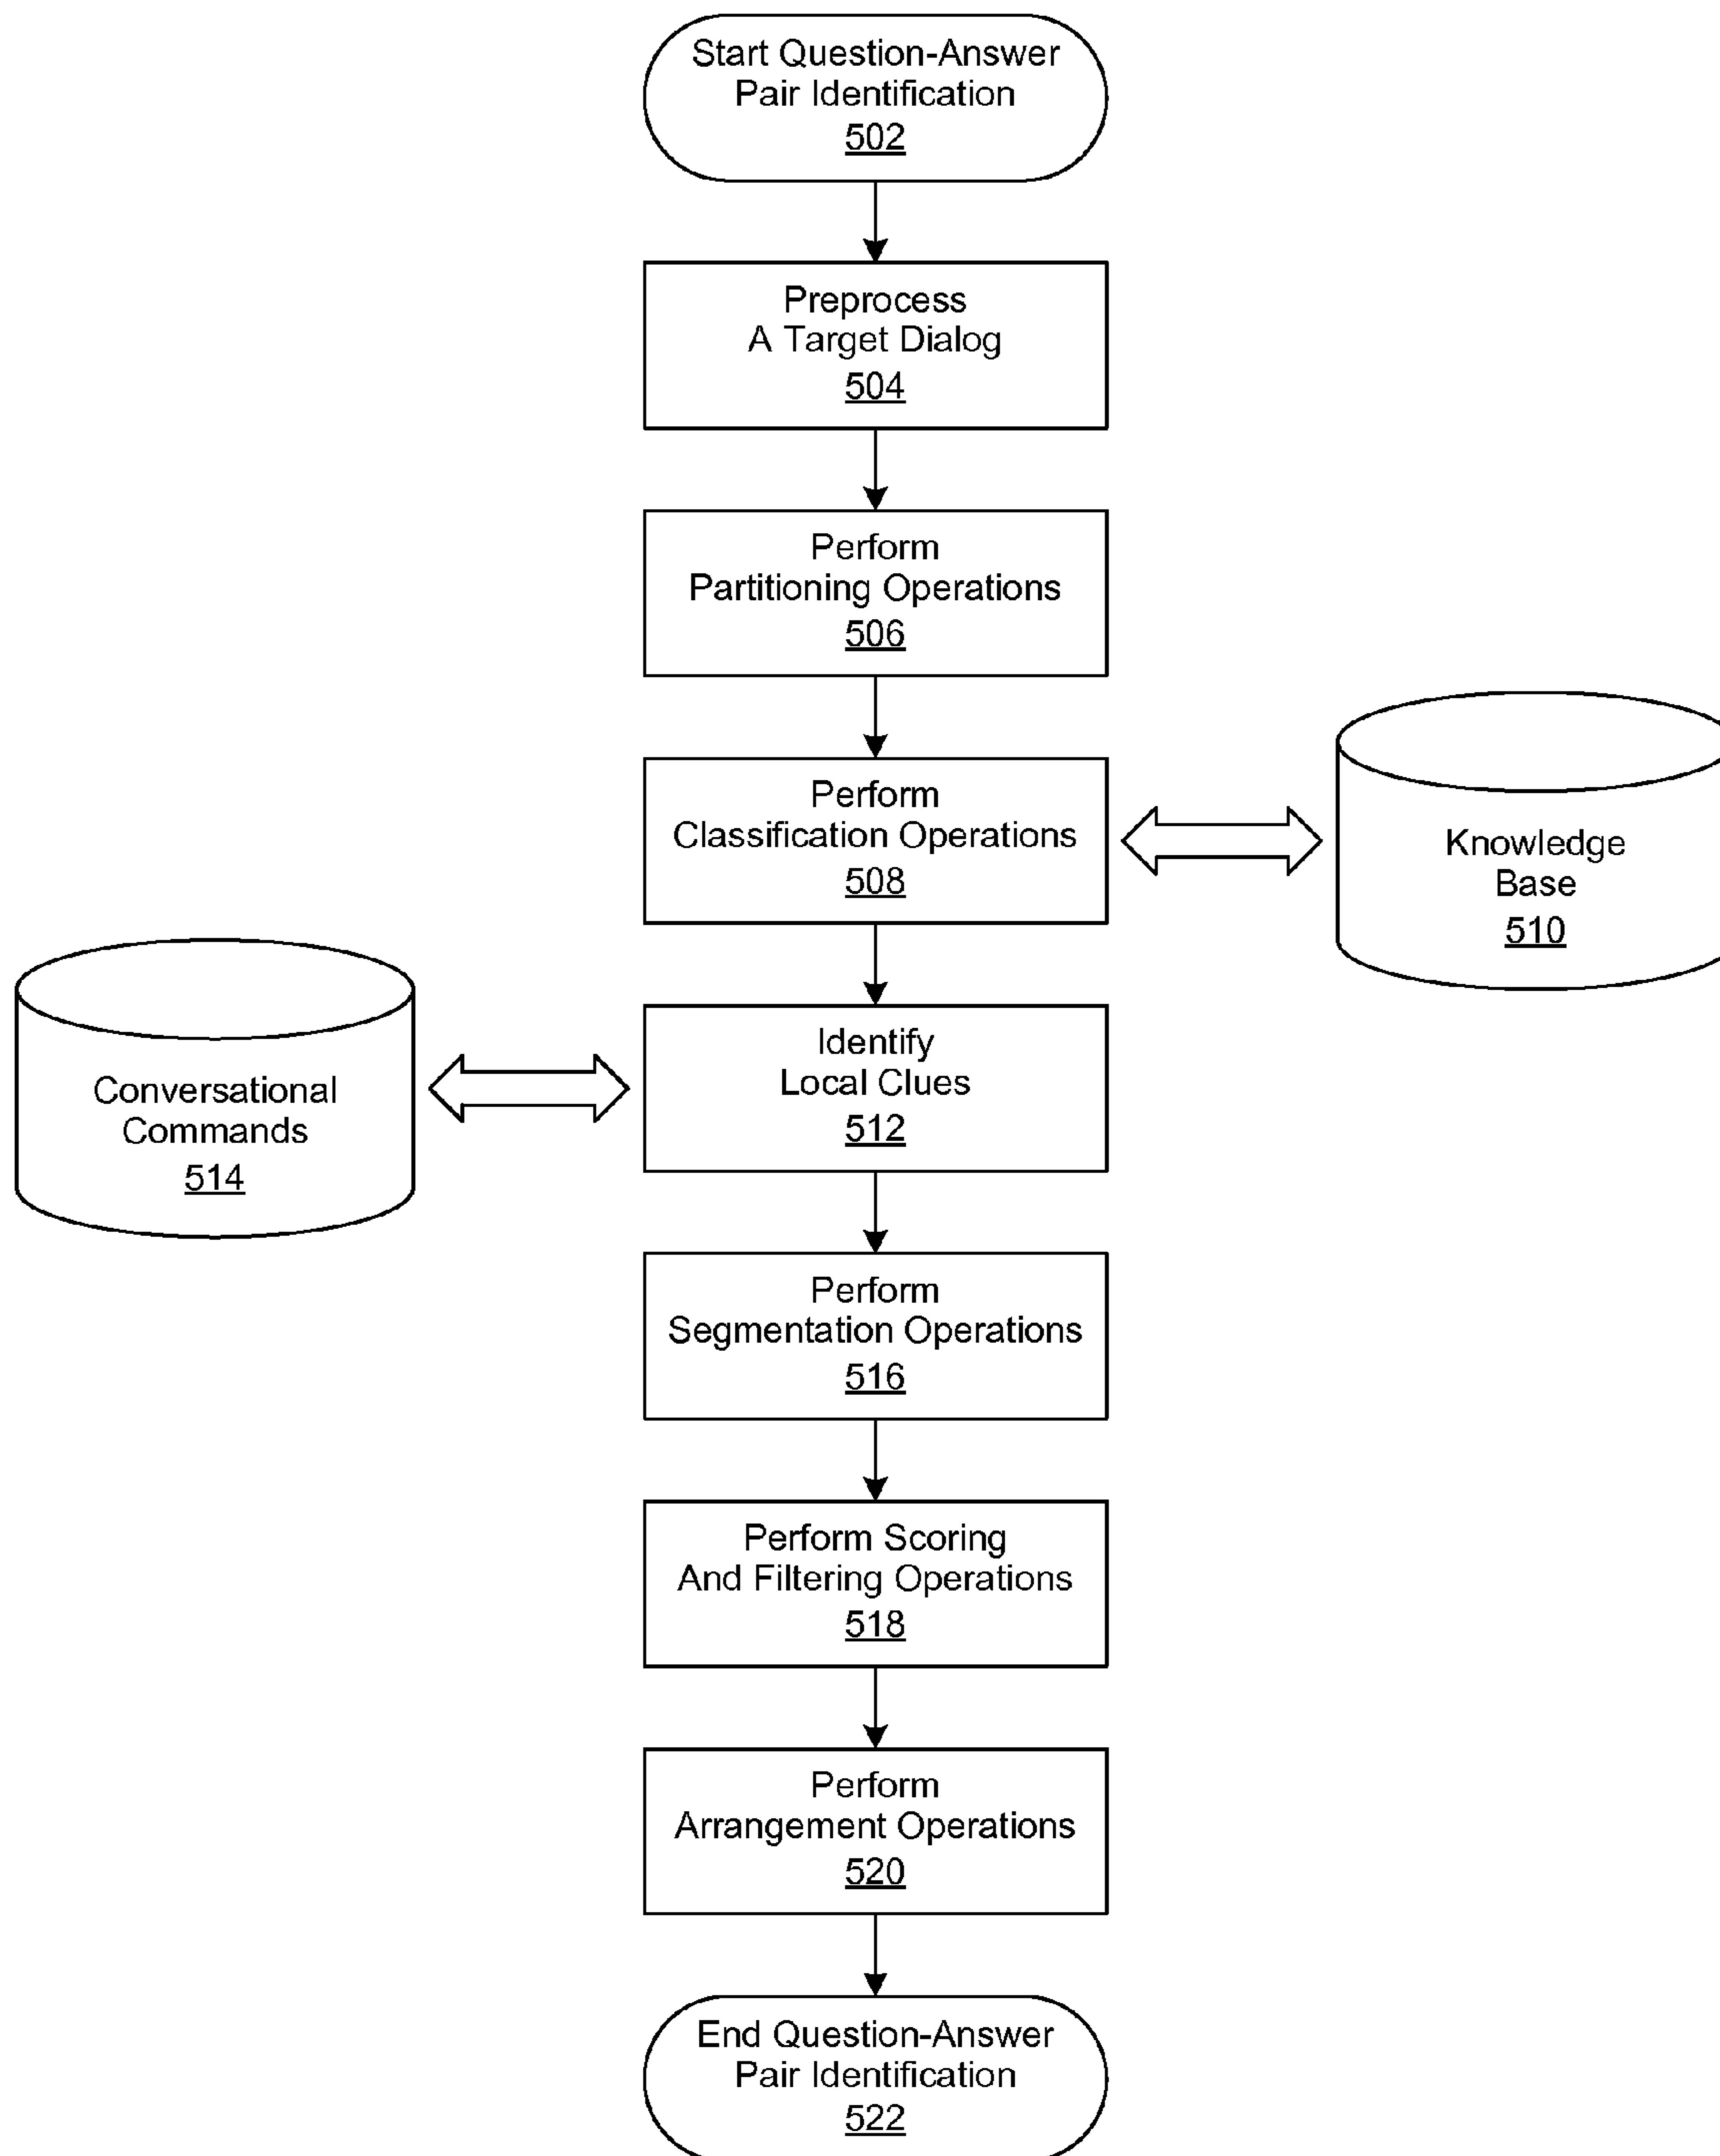 Start Question-Answer
Pair Identification
502
Preprocess
A Target Dialog
504
Perform
Partitioning Operations
506
Perform
Classification Operations
508
Knowledge
Base
510
Identify
Local Clues
512
Conversational
Commands
514
Perform
Segmentation Operations
516
Perform Scoring
And Filtering Operations
518
Perform
Arrangement Operations
520
End Question-Answer
Pair Identification
522